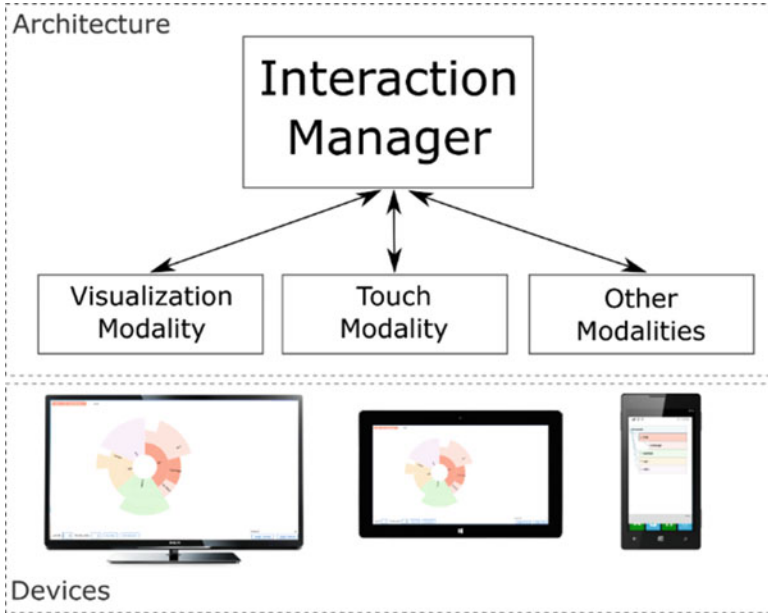 Architecture
Interaction
Manager
Visualization
Modality
Touch
Modality
Other
Modalities
Devices